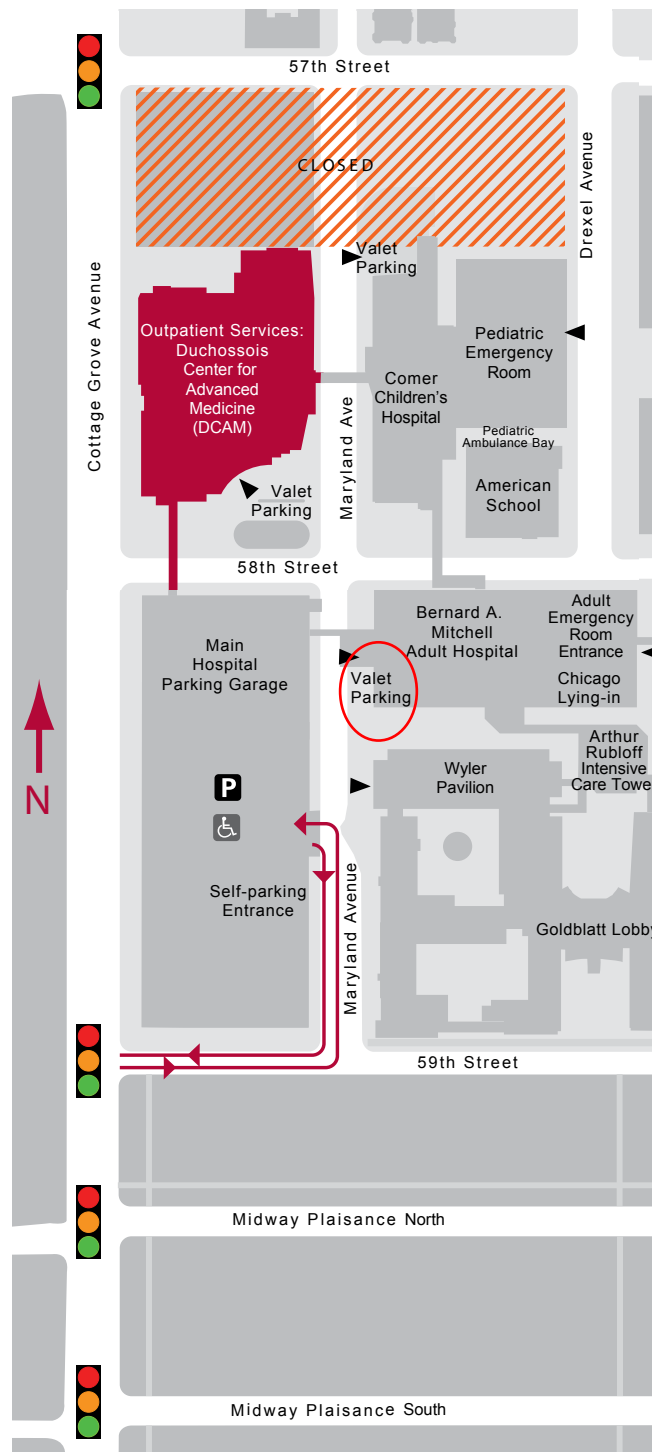 57th Street
CLOSED
Drexel Avenue
Valet
Parking
Cottage Grove Avenue
Outpatient Services:
Duchossois
Center for
Advanced
Medicine
(DCAM)
Pediatric
Emergency
Room
Comer
Children's
Hospital
Maryland Ave
Pediatric
Ambulance Bay
American
School
Valet
Parking
58th Street
Main
Hospital
Parking Garage
Bernard A.
Mitchell
Adult Hospital
Adult
Emergency
Room
Entrance
Chicago
Lying-in
Valet
Parking
Arthur
Rubloff
Intensive
Care Towe
Wyler
Pavilion
N
P
Self-parking
Entrance
Maryland Avenue
Goldblatt Lobby
59th Street
Midway Plaisance North
Midway Plaisance South